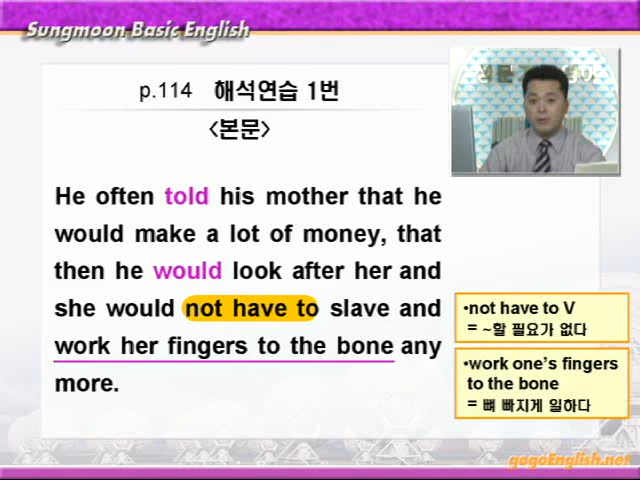 Sungmoon Basic English
p.114 해석연습 1번
<본문>
He often told his mother that he
would make a lot of money, that
then he would look after her and
she would not have to slave and
work her fingers to the bone any
more.
•not have to V
= ~할 필요가 없다
•work one's fingers
to the bone
= 뼈 빠지게 일하다
gogoEnglish.net